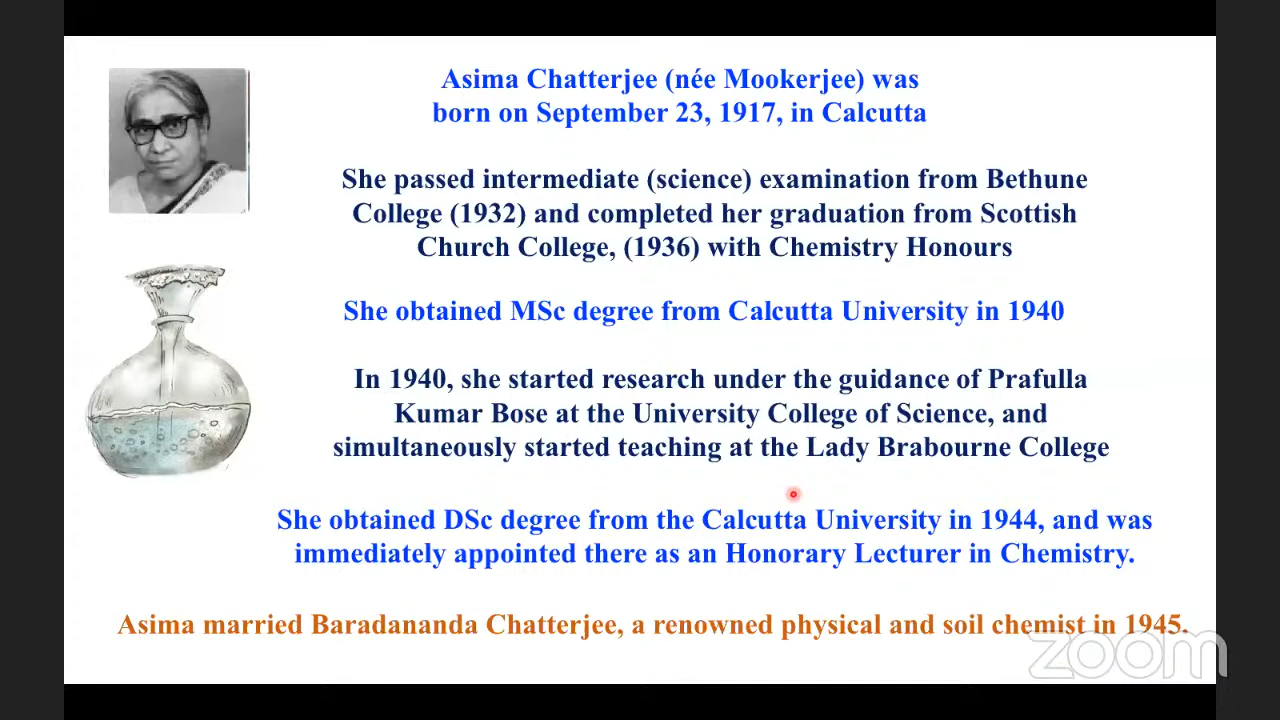 Asima Chatterjee (née Mookerjee) was
born on September 23, 1917, in Calcutta
She passed intermediate (science) examination from Bethune
College (1932) and completed her graduation from Scottish
Church College, (1936) with Chemistry Honours
She obtained MSc degree from Calcutta University in 1940
In 1940, she started research under the guidance of Prafulla
Kumar Bose at the University College of Science, and
simultaneously started teaching at the Lady Brabourne College
She obtained DSc degree from the Calcutta University in 1944, and was
immediately appointed there as an Honorary Lecturer in Chemistry.
Asima married Baradananda Chatterjee, a renowned physical and soil chemist in 1945.
zoom